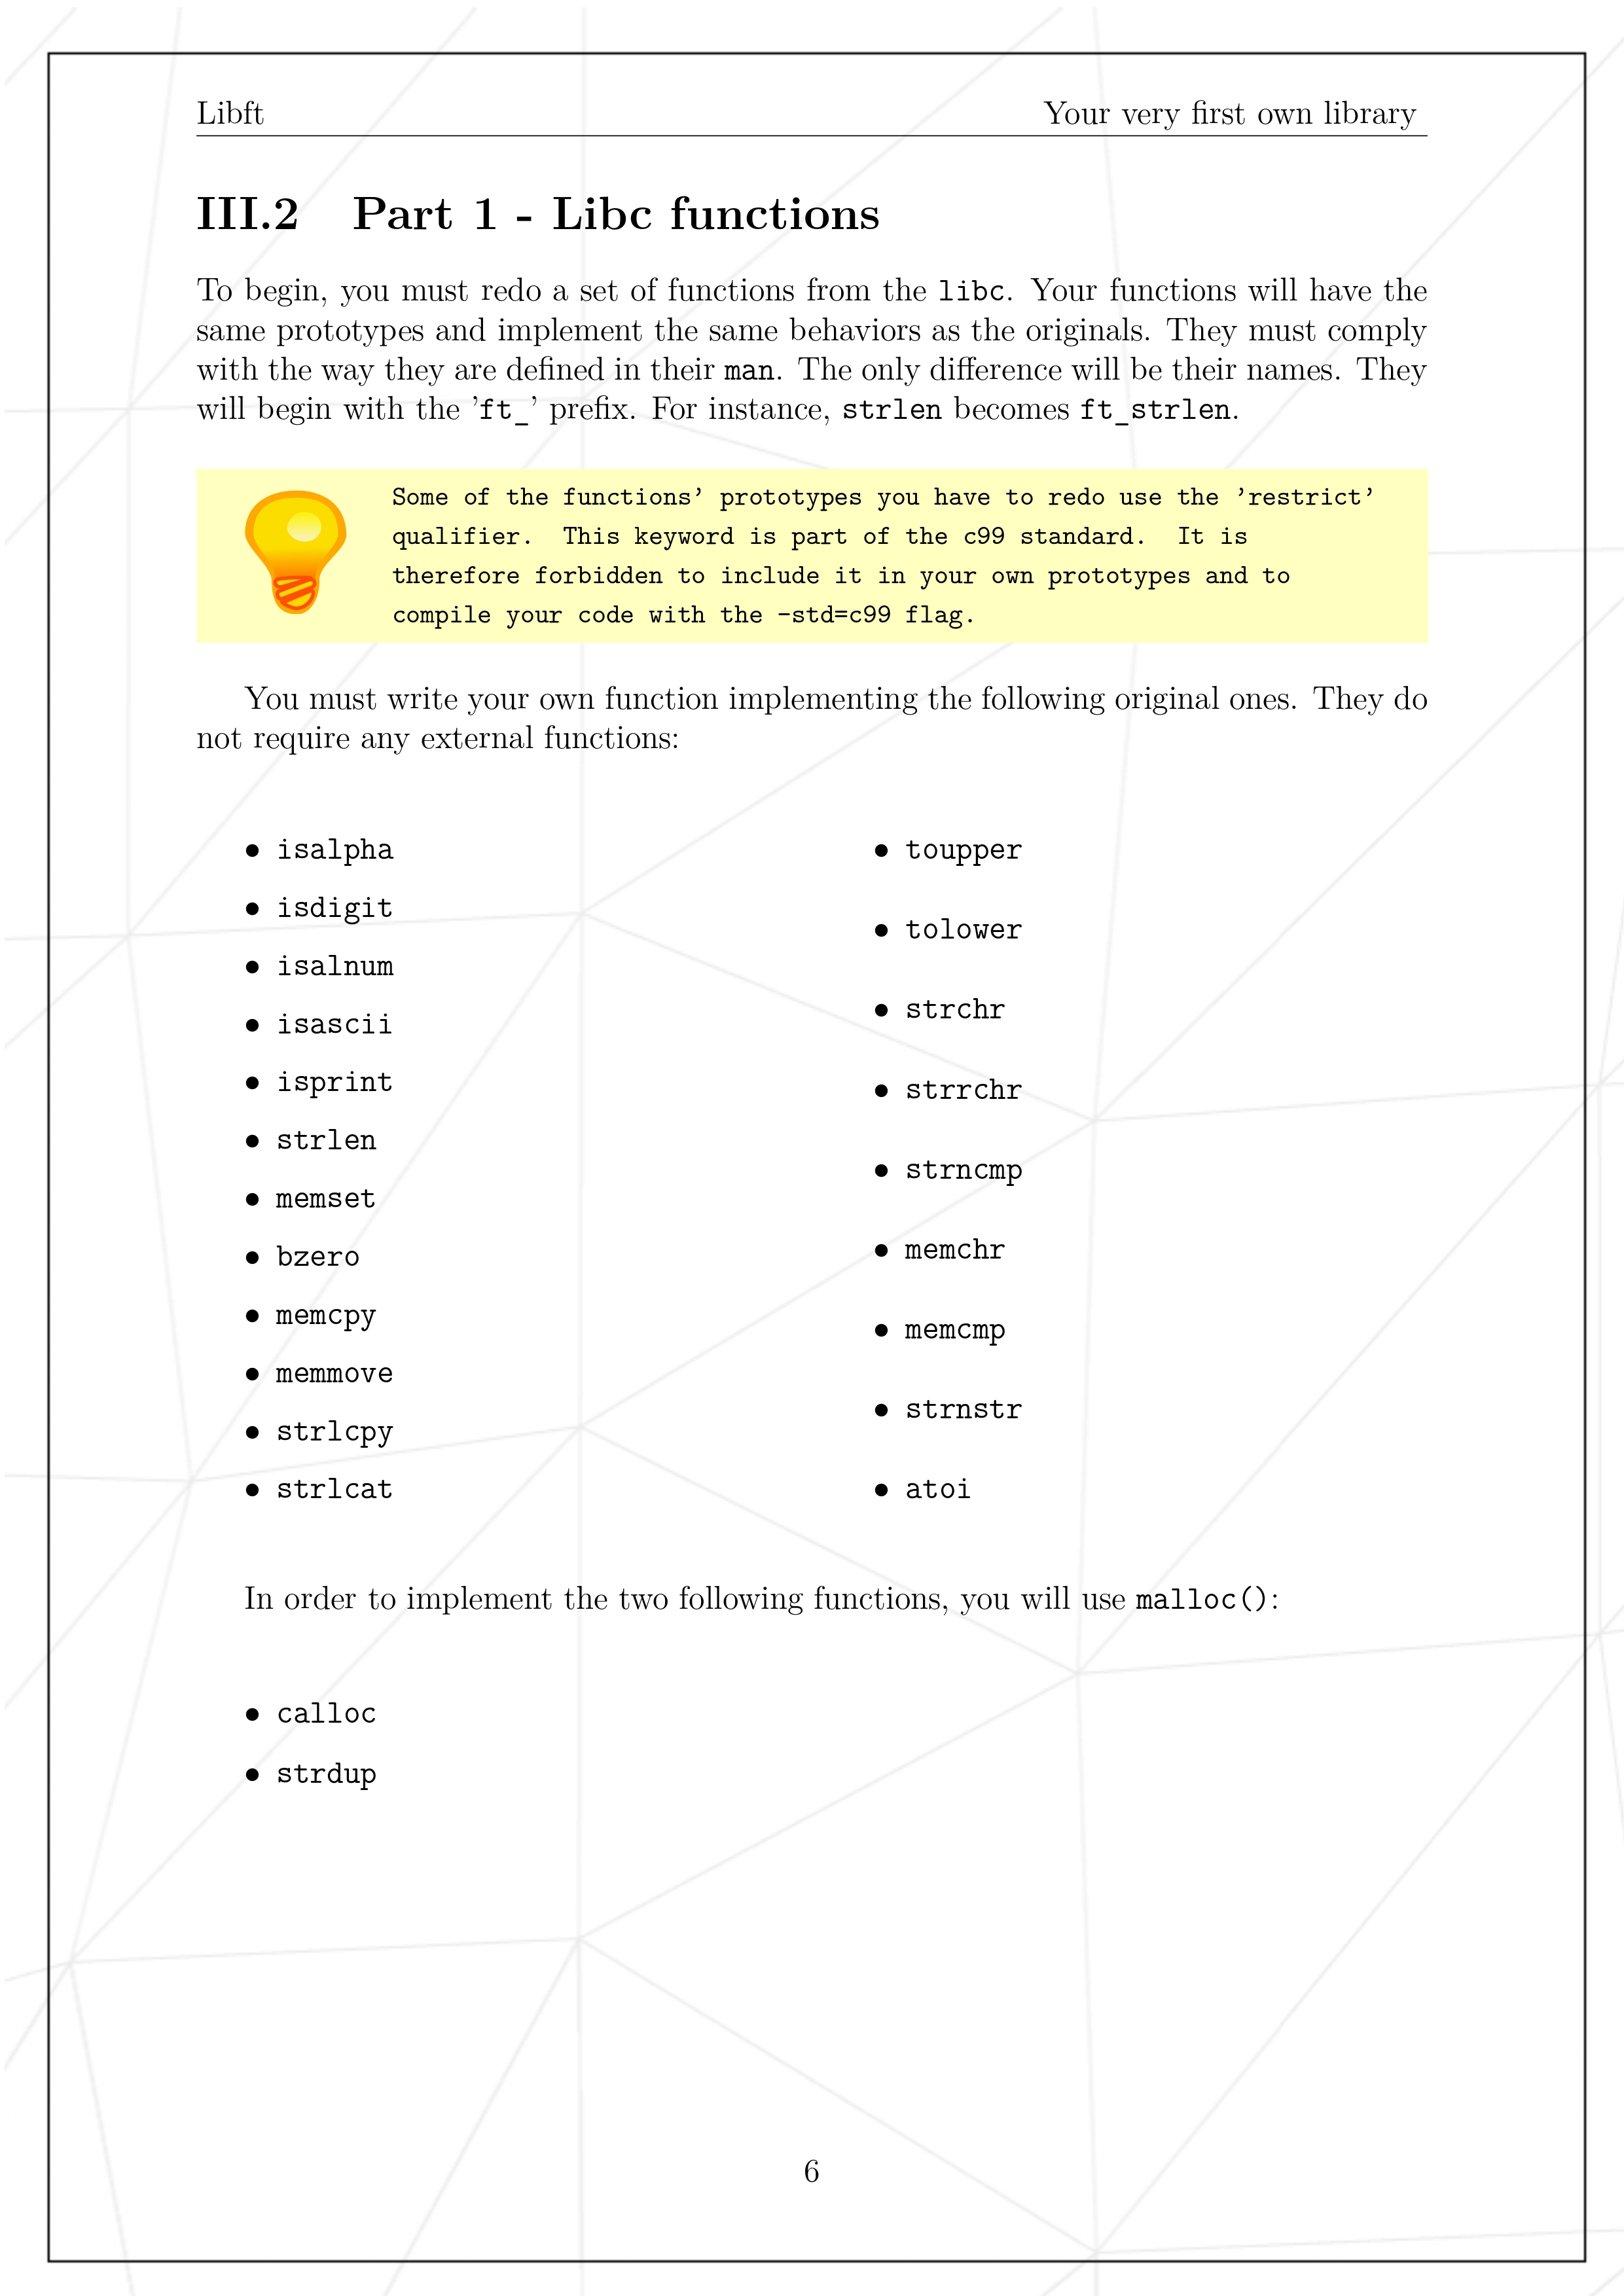 Libft Your very first own library
III.2 Part 1 - Libc functions
To begin, you must redo a set of functions from the libc. Your functions will have the
same prototypes and implement the same behaviors as the originals. They must comply
with the way they are defined in their man. The only difference will be their names. They
will begin with the ’ft_’ prefix. For instance, strlen becomes ft_strlen.
Some of the functions’ prototypes you have to redo use the ’restrict’
qualifier. This keyword is part of the c99 standard. It is
therefore forbidden to include it in your own prototypes and to
compile your code with the -std=c99 flag.
You must write your own function implementing the following original ones. They do
not require any external functions:
• isalpha
• isdigit
• isalnum
• isascii
• isprint
• strlen
• memset
• bzero
• memcpy
• memmove
• strlcpy
• strlcat
• toupper
• tolower
• strchr
• strrchr
• strncmp
• memchr
• memcmp
• strnstr
• atoi
In order to implement the two following functions, you will use malloc():
• calloc
• strdup
6